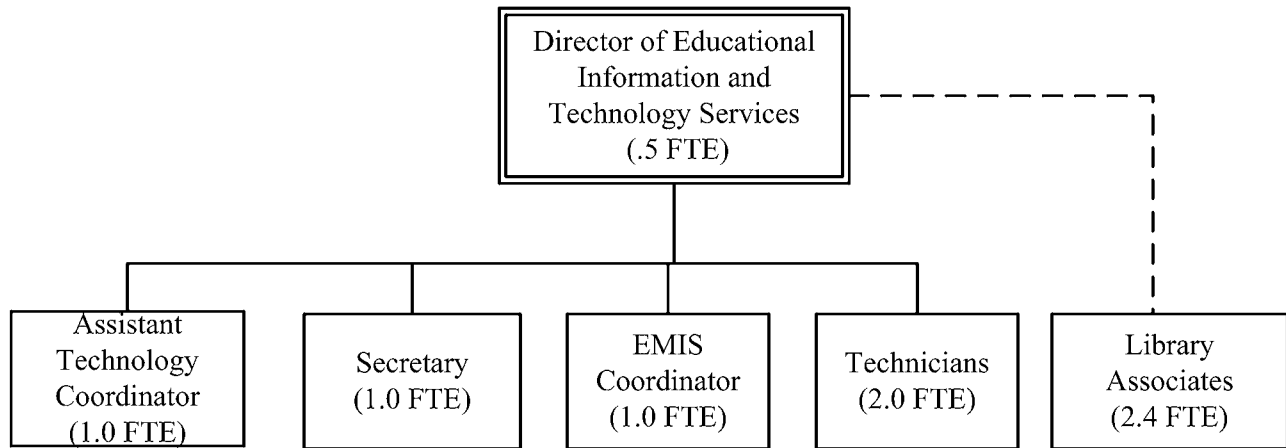 Director of Educational
Information and
Technology Services
(.5 FTE)
Assistant
Technology
Coordinator
(1.0 FTE)
Secretary
(1.0 FTE)
EMIS
Coordinator
(1.0 FTE)
Technicians
(2.0 FTE)
Library
Associates
(2.4 FTE)